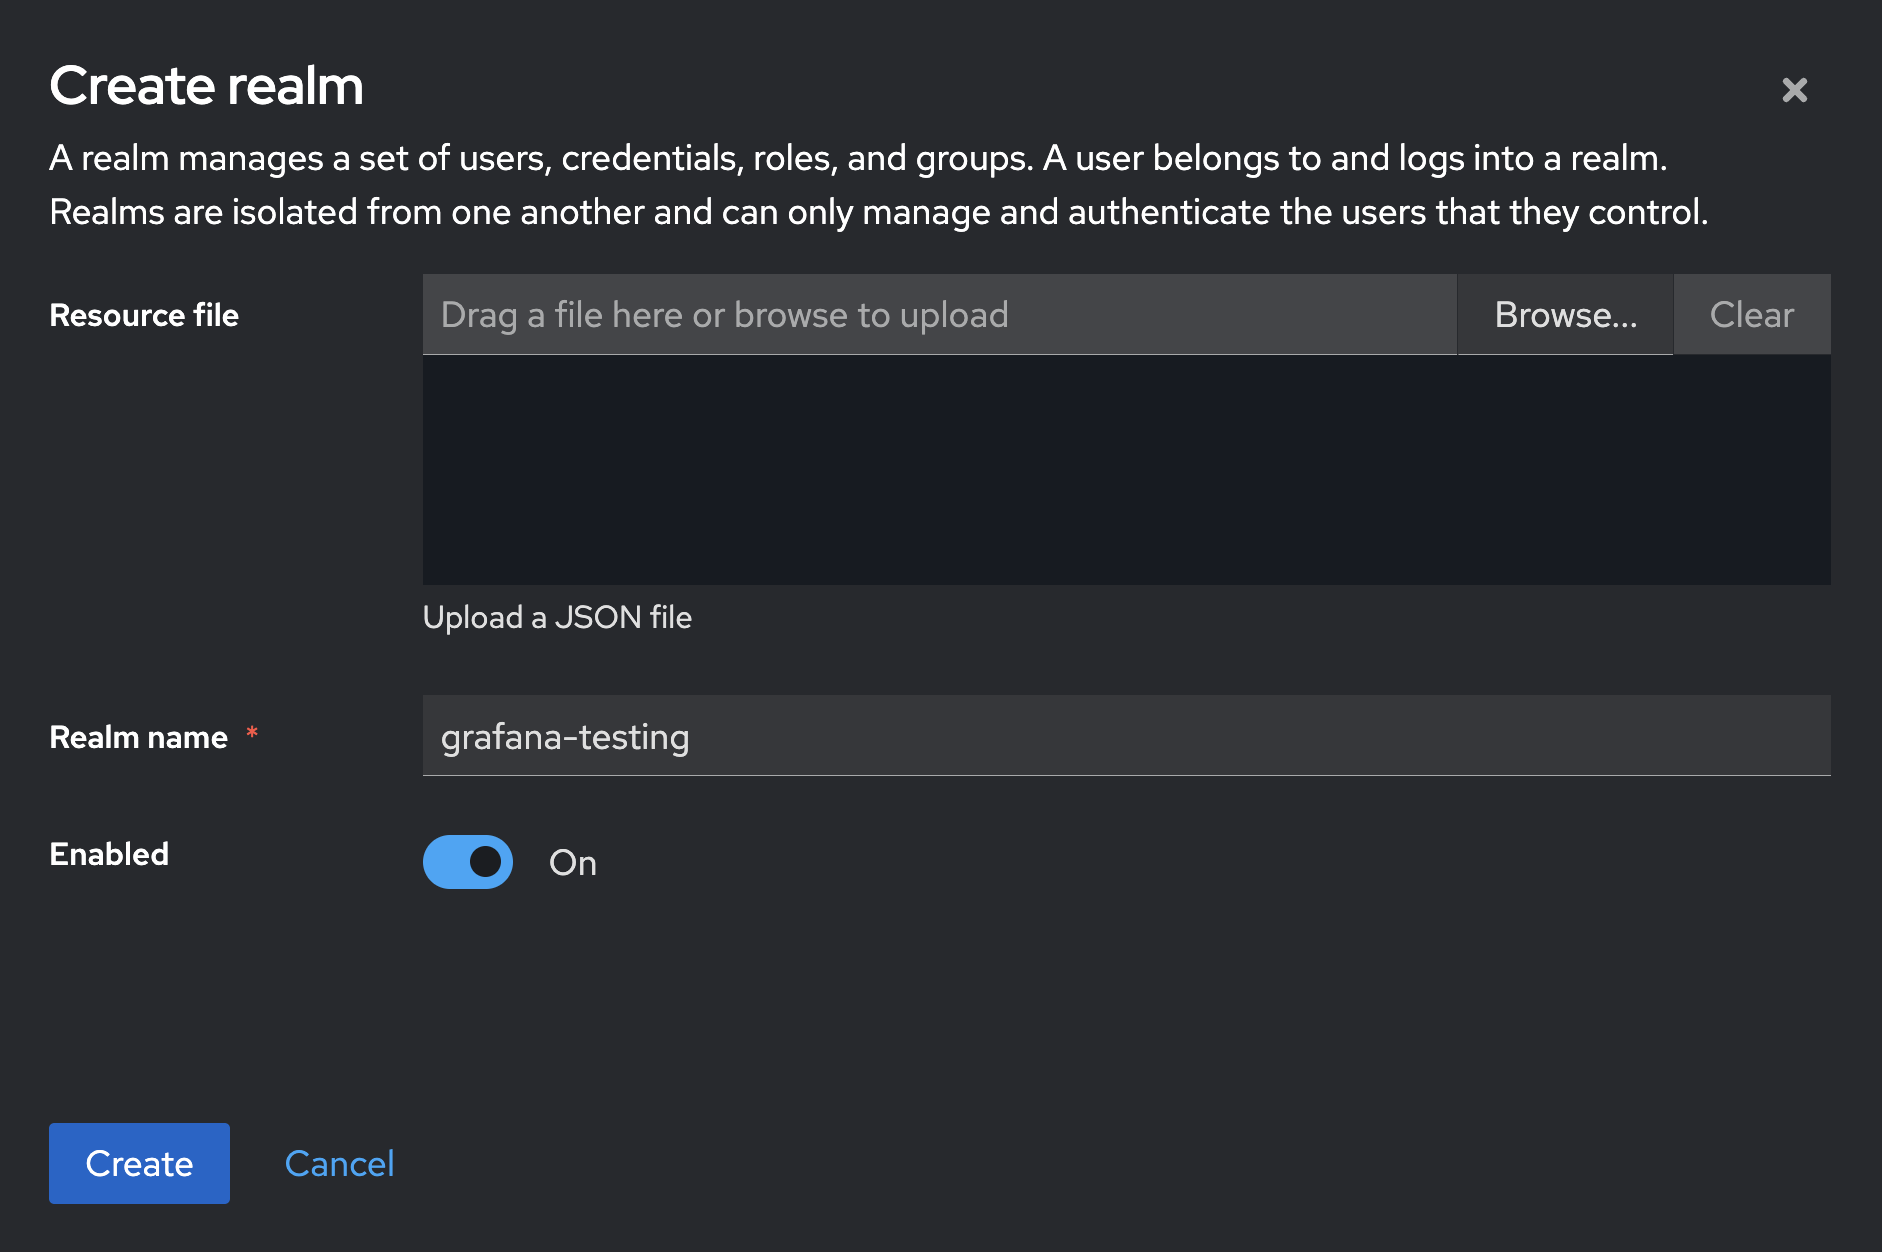 Create realm
A realm manages a set of users, credentials, roles, and groups. A user belongs to and logs into a realm.
Realms are isolated from one another and can only manage and authenticate the users that they control.
Resource file
Drag a file here or browse to upload
Browse...
Clear
Upload a JSON file
Realm name *
grafana-testing
Enabled
On
Create
Cancel